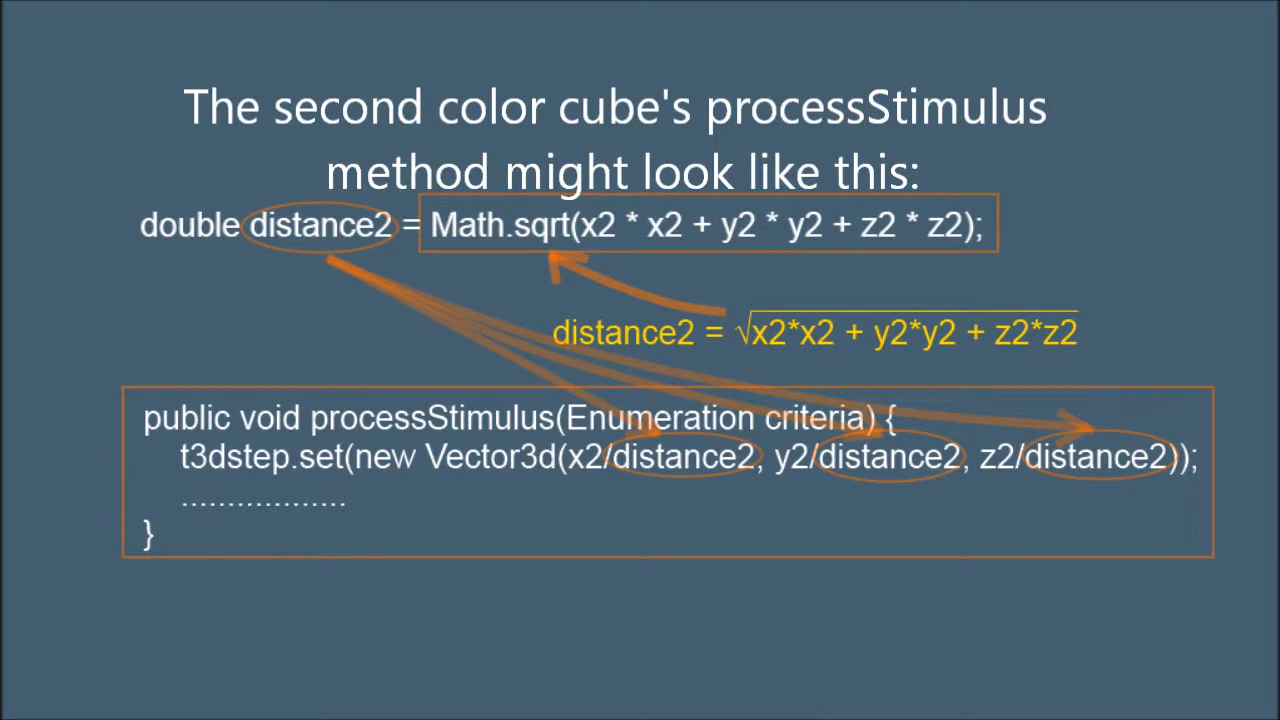 The second color cube's processStimulus
method might look like this:
double distance2 = Math.sqrt(x2 * x2 + y2 * y2 + z2 * z2);
distance2 = √x2*x2 + y2*y2 + z2*z2
public void processStimulus(Enumeration criteria) {
t3dstep.set(new Vector3d(x2/distance2, y2/distance2, z2/distance2));
..................
}